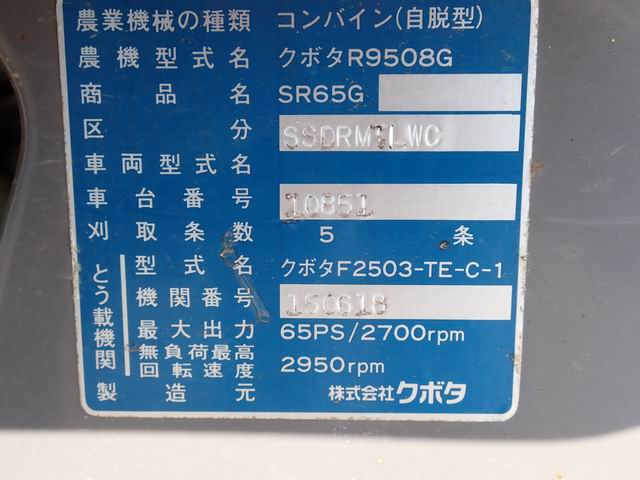 農業機械の種類 コンバイン(自脱型)
農機型式名 クボタR9508G
商品名 SR65G
区分 SSDRMTLWC
車両型式名
車台番号 10851
刈取条数 5条
とう載機関
型式名 クボタF2503-TE-C-1
機関番号 150618
最大出力 65PS/2700rpm
無負荷最高回転速度 2950rpm
製造元 株式会社クボタ